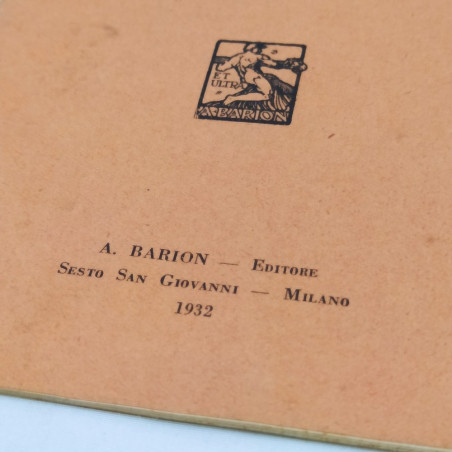 ET
ULTRA
A·BARION
A. BARION — EDITORE
SESTO SAN GIOVANNI — MILANO
1932